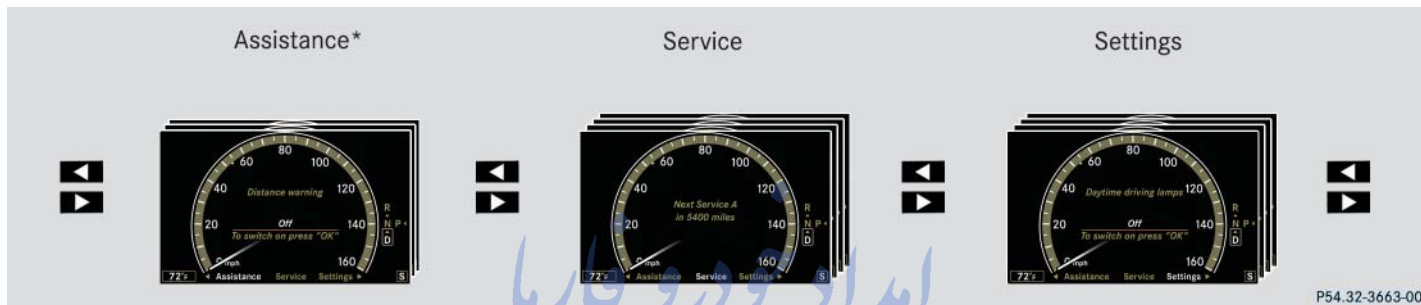 Assistance*
Service
Settings
80
60
100
40
120
Distance warning
Off
To switch on press "OK"
20
140
0 mph
160
R
N P
D
72°F
Assistance Service Settings
S
80
60
100
40
120
Next Service A
in 5400 miles
20
140
0 mph
160
R
N P
D
72°F
Assistance Service Settings
S
80
60
100
40
120
Daytime driving lamps
Off
To switch on press "OK"
20
140
0 mph
160
R
N P
D
72°F
Assistance Service Settings
S
امداد خودرو فارما
P54.32-3663-00